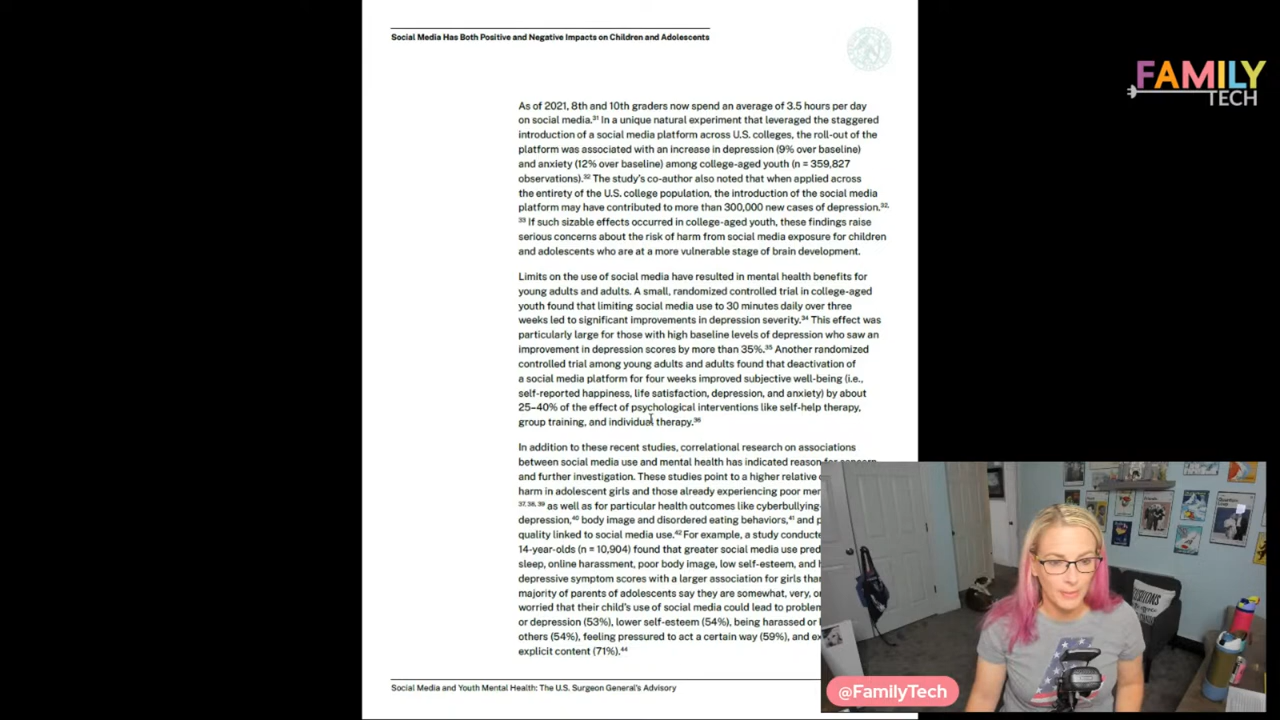 Social Media Has Both Positive and Negative Impacts on Children and Adolescents
FAMILY
TECH
As of 2021, 8th and 10th graders now spend an average of 3.5 hours per day
on social media.³¹ In a unique natural experiment that leveraged the staggered
introduction of a social media platform across U.S. colleges, the roll-out of the
platform was associated with an increase in depression (9% over baseline)
and anxiety (12% over baseline) among college-aged youth (n = 359,827
observations).³² The study's co-author also noted that when applied across
the entirety of the U.S. college population, the introduction of the social media
platform may have contributed to more than 300,000 new cases of depression.³²,
³³ If such sizable effects occurred in college-aged youth, these findings raise
serious concerns about the risk of harm from social media exposure for children
and adolescents who are at a more vulnerable stage of brain development.
Limits on the use of social media have resulted in mental health benefits for
young adults and adults. A small, randomized controlled trial in college-aged
youth found that limiting social media use to 30 minutes daily over three
weeks led to significant improvements in depression severity.³⁴ This effect was
particularly large for those with high baseline levels of depression who saw an
improvement in depression scores by more than 35%.³⁵ Another randomized
controlled trial among young adults and adults found that deactivation of
a social media platform for four weeks improved subjective well-being (i.e.,
self-reported happiness, life satisfaction, depression, and anxiety) by about
25–40% of the effect of psychological interventions like self-help therapy,
group training, and individual therapy.³⁶
In addition to these recent studies, correlational research on associations
between social media use and mental health has indicated reason for concern
and further investigation. These studies point to a higher relative
harm in adolescent girls and those already experiencing poor
³⁷,³⁸, ³⁹ as well as for particular health outcomes like cyberbullying-
depression,⁴⁰ body image and disordered eating behaviors,⁴¹ and
quality linked to social media use.⁴² For example, a study
14-year-olds (n = 10,904) found that greater social media use
sleep, online harassment, poor body image, low self-esteem, and
depressive symptom scores with a larger association for girls
majority of parents of adolescents say they are somewhat, very,
worried that their child's use of social media could lead to
or depression (53%), lower self-esteem (54%), being harassed or
others (54%), feeling pressured to act a certain way (59%), and
explicit content (71%).⁴⁴
Social Media and Youth Mental Health: The U.S. Surgeon General's Advisory
@FamilyTech